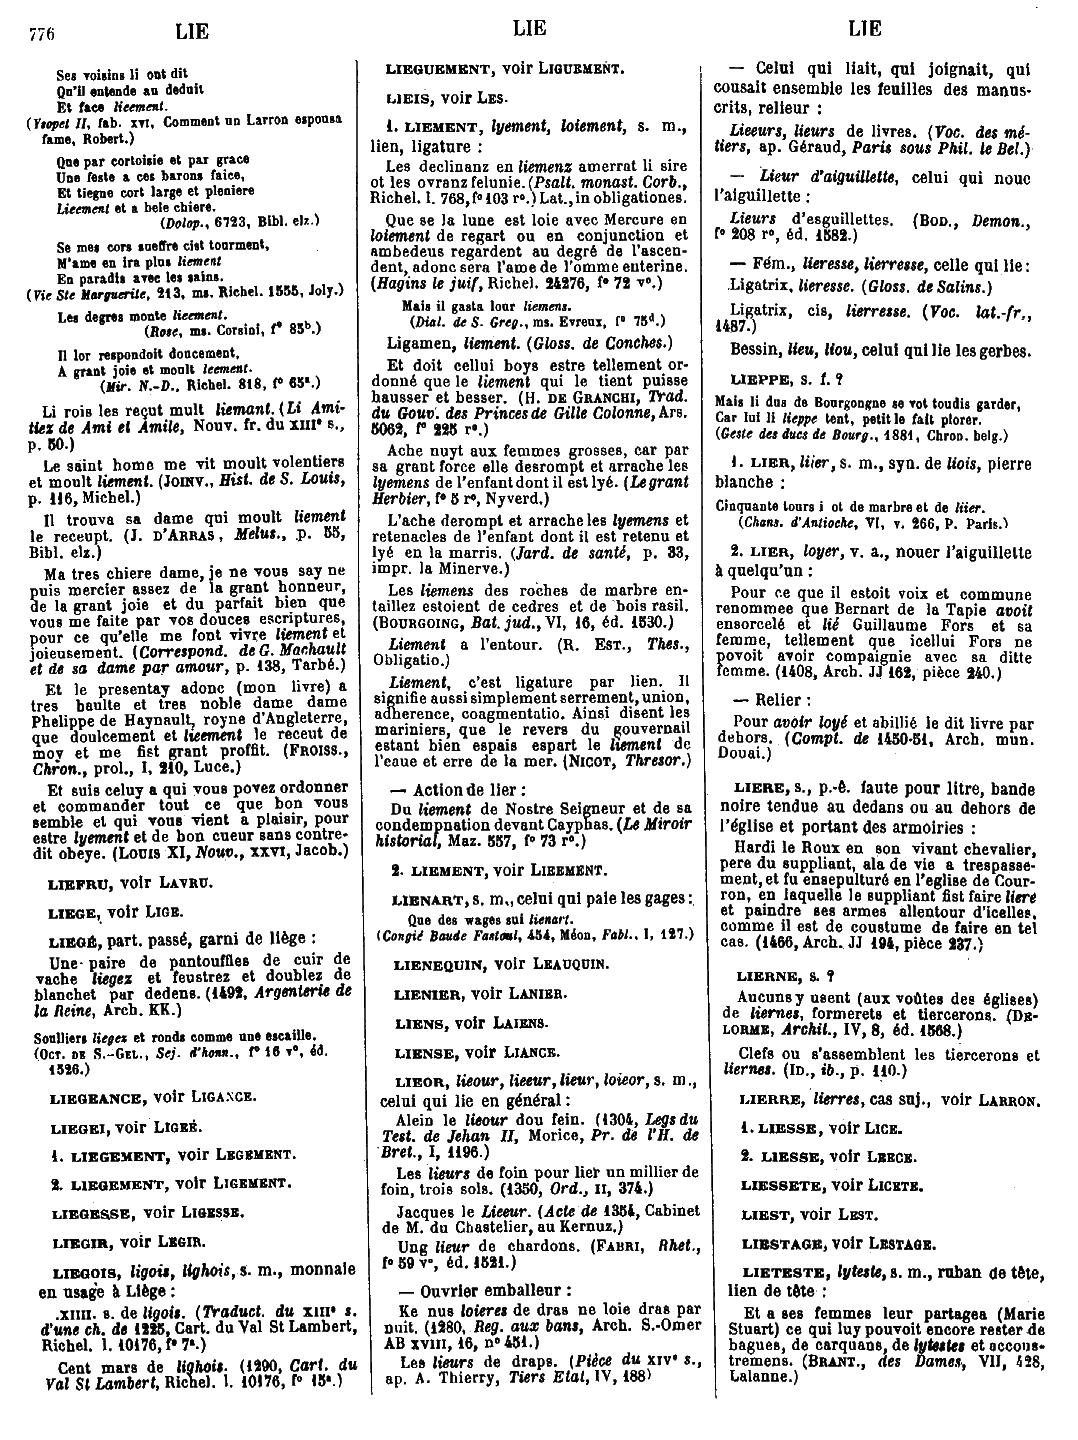 776 LIE LIE LIE
Ses voisins li ont dit
Qu'il entende au deduit
Et face lieement.
(Ysopet II, fab. XVI, Comment un Larron espousa
fame, Robert.)
Que par cortoisie et par grace
Une feste a ces barons faice,
Et tiegne cort large et pleniere
Lieement et a bele chiere.
(Dolop., 6723, Bibl. elz.)
Se mes cors sueffre cist tourment,
M'ame en ira plus liement
En paradis avec les sains.
(Vie Ste Marguerite, 213, ms. Richel. 1555, Joly.)
Les degres monte lieement.
(Rose, ms. Corsini, f° 85b.)
Il lor respondoit doucement,
A grant joie et moult leement.
(Mir. N.-D., Richel. 818, f° 65a.)
Li rois les reçut mult liemant. (Li Ami-
tiez de Ami et Amile, Nouv. fr. du XIIIe s.,
p. 50.)
Le saint home me vit moult volentiers
et moult liement. (JOINV., Hist. de S. Louis,
p. 116, Michel.)
Il trouva sa dame qui moult liement
le receupt. (J. D'ARRAS, Melus., p. 55,
Bibl. elz.)
Ma tres chiere dame, je ne vous say ne
puis mercier assez de la grant honneur,
de la grant joie et du parfait bien que
vous me faite par vos douces escriptures,
pour ce qu'elle me font vivre liement et
joieusement. (Correspond. de G. Machault
et de sa dame par amour, p. 138, Tarbé.)
Et le presentay adonc (mon livre) a
tres haulte et tres noble dame dame
Phelippe de Haynault, royne d'Angleterre,
que doulcement et lieement le receut de
moy et me fist grant proffit. (FROISS.,
Chron., prol., I, 210, Luce.)
Et suis celuy a qui vous povez ordonner
et commander tout ce que bon vous
semble et qui vous vient a plaisir, pour
estre lyement et de bon cueur sans contre-
dit obeye. (LOUIS XI, Nouv., XXVI, Jacob.)
LIEFRU, voir LAVRU.
LIEGE, voir LIGE.
LIEGÉ, part. passé, garni de liège :
Une paire de pantouffles de cuir de
vache liegez et feustrez et doublez de
blanchet par dedens. (1492, Argenterie de
la Reine, Arch. KK.)
Soulliers liegez et ronds comme une escaille.
(OCT. DE S.-GEL., Sej. d'honn., f° 16 v°, éd.
1526.)
LIEGEANCE, voir LIGANCE.
LIEGEI, voir LIGEÉ.
1. LIEGEMENT, voir LEGEMENT.
2. LIEGEMENT, voir LIGEMENT.
LIEGESSE, voir LIGESSE.
LIEGIR, voir LEGIR.
LIEGOIS, ligois, lighois, s. m., monnaie
en usage à Liège :
.XIIII. s. de ligois. (Traduct. du XIIIe s.
d'une ch. de 1225, Cart. du Val St Lambert,
Richel. l. 10176, f° 7a.)
Cent mars de lighois. (1290, Cart. du
Val St Lambert, Richel. l. 10176, f° 15a.)
LIEGUEMENT, voir LIGUEMENT.
LIEIS, voir LES.
1. LIEMENT, lyement, loiement, s. m.,
lien, ligature :
Les declinanz en liemenz amerrat li sire
ot les ovranz felunie. (Psalt. monast. Corb.,
Richel. l. 768, f° 103 r°.) Lat., in obligationes.
Que se la lune est loie avec Mercure en
loiement de regart ou en conjunction et
ambedeus regardent au degré de l'ascen-
dent, adonc sera l'ame de l'omme enterine.
(Hagins le juif, Richel. 24276, f° 72 v°.)
Mais il gasta lour liemens.
(Dial. de S. Greg., ms. Evreux, f° 75d.)
Ligamen, liement. (Gloss. de Conches.)
Et doit cellui boys estre tellement or-
donné que le liement qui le tient puisse
hausser et besser. (H. DE GRANCHI, Trad.
du Gouv. des Princes de Gille Colonne, Ars.
5062, f° 225 r°.)
Ache nuyt aux femmes grosses, car par
sa grant force elle desrompt et arrache les
lyemens de l'enfant dont il est lyé. (Le grant
Herbier, f° 5 r°, Nyverd.)
L'ache derompt et arrache les lyemens et
retenacles de l'enfant dont il est retenu et
lyé en la marris. (Jard. de santé, p. 33,
impr. la Minerve.)
Les liemens des roches de marbre en-
taillez estoient de cedres et de bois rasil.
(BOURGOING, Bat. jud., VI, 16, éd. 1530.)
Liement a l'entour. (R. EST., Thes.,
Obligatio.)
Liement, c'est ligature par lien. Il
signifie aussi simplement serrement, union,
adherence, coagmentatio. Ainsi disent les
mariniers, que le revers du gouvernail
estant bien espais espart le liement de
l'eaue et erre de la mer. (NICOT, Thresor.)
— Action de lier :
Du liement de Nostre Seigneur et de sa
condempnation devant Cayphas. (Le Miroir
historial, Maz. 557, f° 73 r°.)
2. LIEMENT, voir LIEEMENT.
LIENART, s. m., celui qui paie les gages :
Que des wages sui lienart.
(Congié Baude Fastoul, 454, Méon, Fabl., I, 127.)
LIENEQUIN, voir LEAUQUIN.
LIENIER, voir LANIER.
LIENS, voir LAIENS.
LIENSE, voir LIANCE.
LIEOR, lieour, lieeur, lieur, loieor, s. m.,
celui qui lie en général :
Alein le lieour dou fein. (1304, Legs du
Test. de Jehan II, Morice, Pr. de l'H. de
Bret., I, 1196.)
Les lieurs de foin pour lier un millier de
foin, trois sols. (1350, Ord., II, 374.)
Jacques le Lieeur. (Acte de 1354, Cabinet
de M. du Chastelier, au Kernuz.)
Ung lieur de chardons. (FABRI, Rhet.,
f° 59 v°, éd. 1521.)
— Ouvrier emballeur :
Ke nus loieres de dras ne loie dras par
nuit. (1280, Reg. aux bans, Arch. S.-Omer
AB XVIII, 16, n° 451.)
Les lieurs de draps. (Pièce du XIVe s.,
ap. A. Thierry, Tiers Etat, IV, 188)
— Celui qui liait, qui joignait, qui
cousait ensemble les feuilles des manus-
crits, relieur :
Lieeurs, lieurs de livres. (Voc. des mé-
tiers, ap. Géraud, Paris sous Phil. le Bel.)
— Lieur d'aiguillette, celui qui noue
l'aiguillette :
Lieurs d'esguillettes. (BOD., Demon.,
f° 208 r°, éd. 1582.)
— Fém., lieresse, lierresse, celle qui lie :
Ligatrix, lieresse. (Gloss. de Salins.)
Ligatrix, cis, lierresse. (Voc. lat.-fr.,
1487.)
Bessin, lieu, liou, celui qui lie les gerbes.
LIEPPE, s. f. ?
Mais li dus de Bourgongne se vot toudis garder,
Car lui li lieppe tent, petit le fait plorer.
(Geste des ducs de Bourg., 1881, Chron. belg.)
1. LIER, liier, s. m., syn. de liois, pierre
blanche :
Cinquante tours i ot de marbre et de liier.
(Chans. d'Antioche, VI, v. 266, P. Paris.)
2. LIER, loyer, v. a., nouer l'aiguillette
à quelqu'un :
Pour ce que il estoit voix et commune
renommee que Bernart de la Tapie avoit
ensorcelé et lié Guillaume Fors et sa
femme, tellement que icellui Fors ne
povoit avoir compaignie avec sa ditte
femme. (1408, Arch. JJ 162, pièce 240.)
— Relier :
Pour avoir loyé et abillié le dit livre par
dehors. (Compt. de 1450-51, Arch. mun.
Douai.)
LIERE, s., p.-ê. faute pour litre, bande
noire tendue au dedans ou au dehors de
l'église et portant des armoiries :
Hardi le Roux en son vivant chevalier,
pere du suppliant, ala de vie a trespasse-
ment, et fu ensepulturé en l'eglise de Cour-
ron, en laquelle le suppliant fist faire liere
et paindre ses armes allentour d'icelles,
comme il est de coustume de faire en tel
cas. (1466, Arch. JJ 194, pièce 237.)
LIERNE, s. ?
Aucuns y usent (aux voûtes des églises)
de liernes, formerets et tiercerons. (DE-
LORME, Archit., IV, 8, éd. 1568.)
Clefs ou s'assemblent les tiercerons et
liernes. (ID., ib., p. 110.)
LIERRE, lierres, cas suj., voir LARRON.
1. LIESSE, voir LICE.
2. LIESSE, voir LEECE.
LIESSETE, voir LICETE.
LIEST, voir LEST.
LIESTAGE, voir LESTAGE.
LIETESTE, lyteste, s. m., ruban de tête,
lien de tête :
Et a ses femmes leur partagea (Marie
Stuart) ce qui luy pouvoit encore rester de
bagues, de carquans, de lytestes et accous-
tremens. (BRANT., des Dames, VII, 428,
Lalanne.)